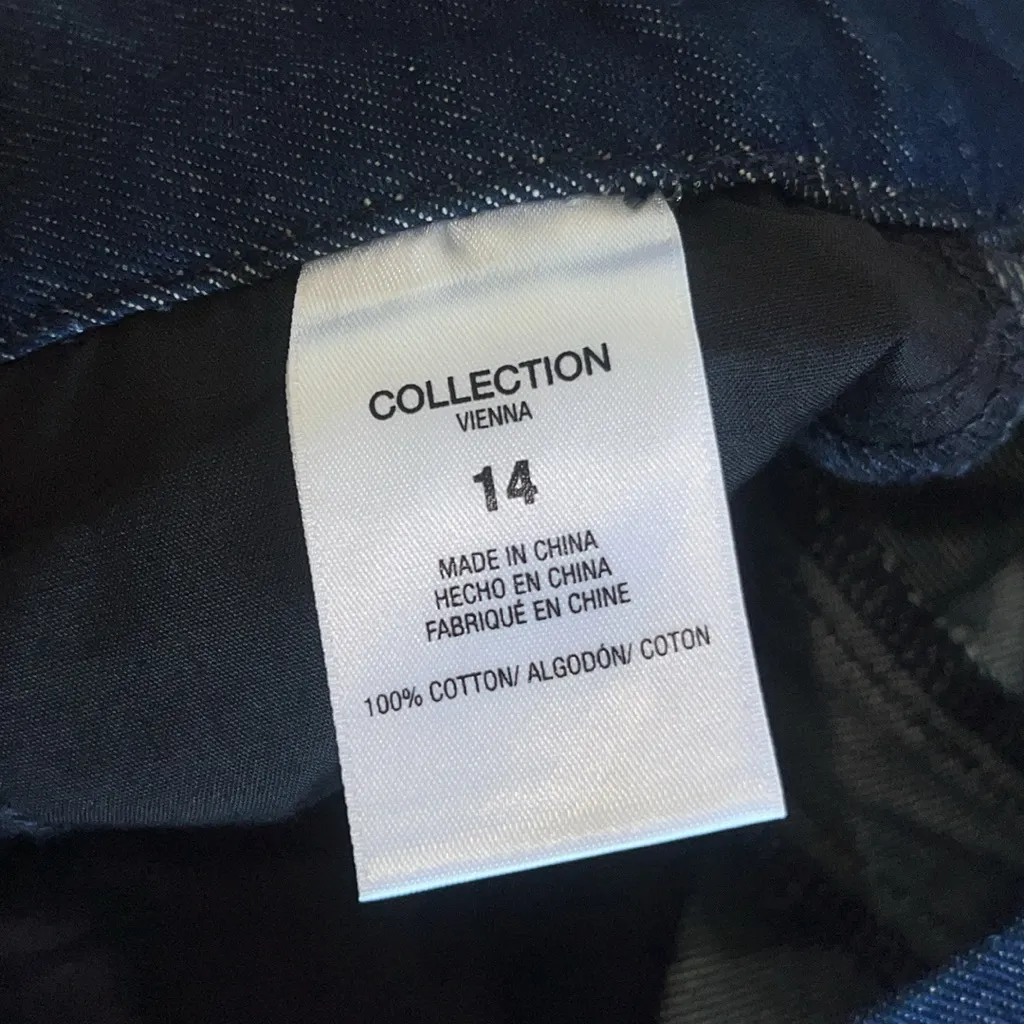 COLLECTION
VIENNA
14
MADE IN CHINA
HECHO EN CHINA
FABRIQUÉ EN CHINE
100% COTTON/ ALGODÓN/ COTON